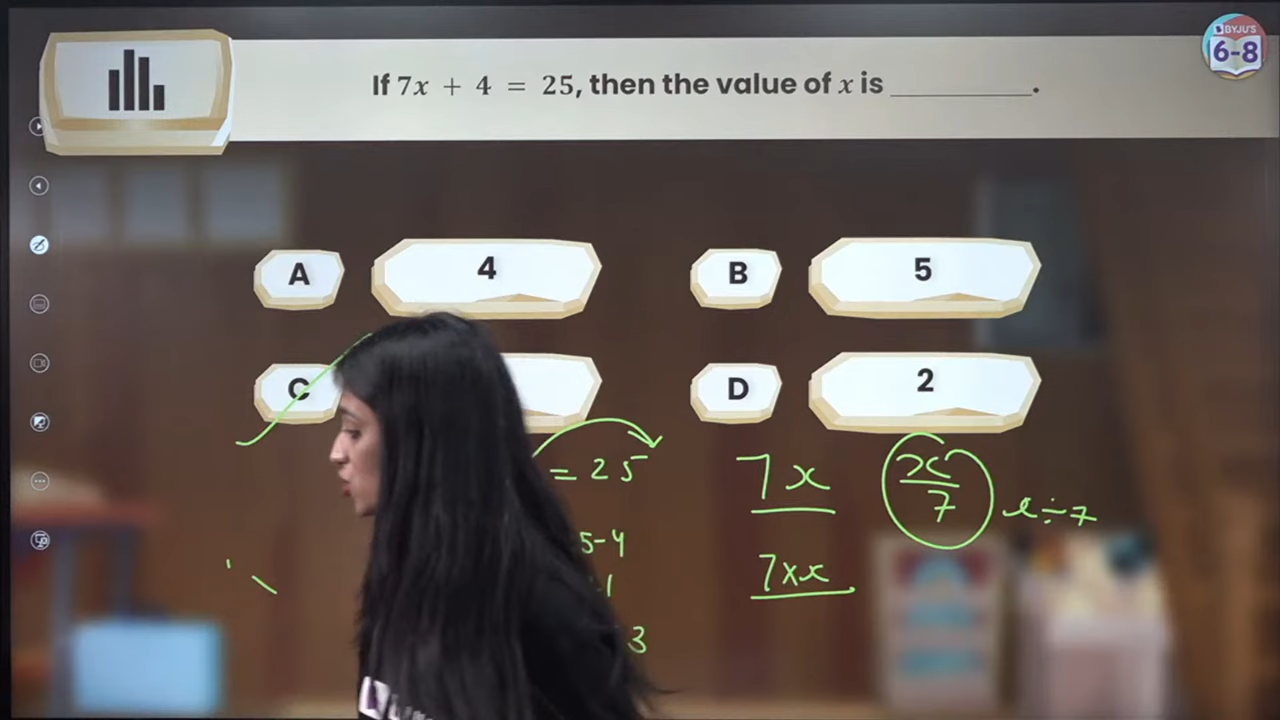 BYJU'S
6-8
If 7x + 4 = 25, then the value of x is __________.
A 4 B 5
C D 2
= 25
5-4
1
3
7x
x/7 x÷7
7xx